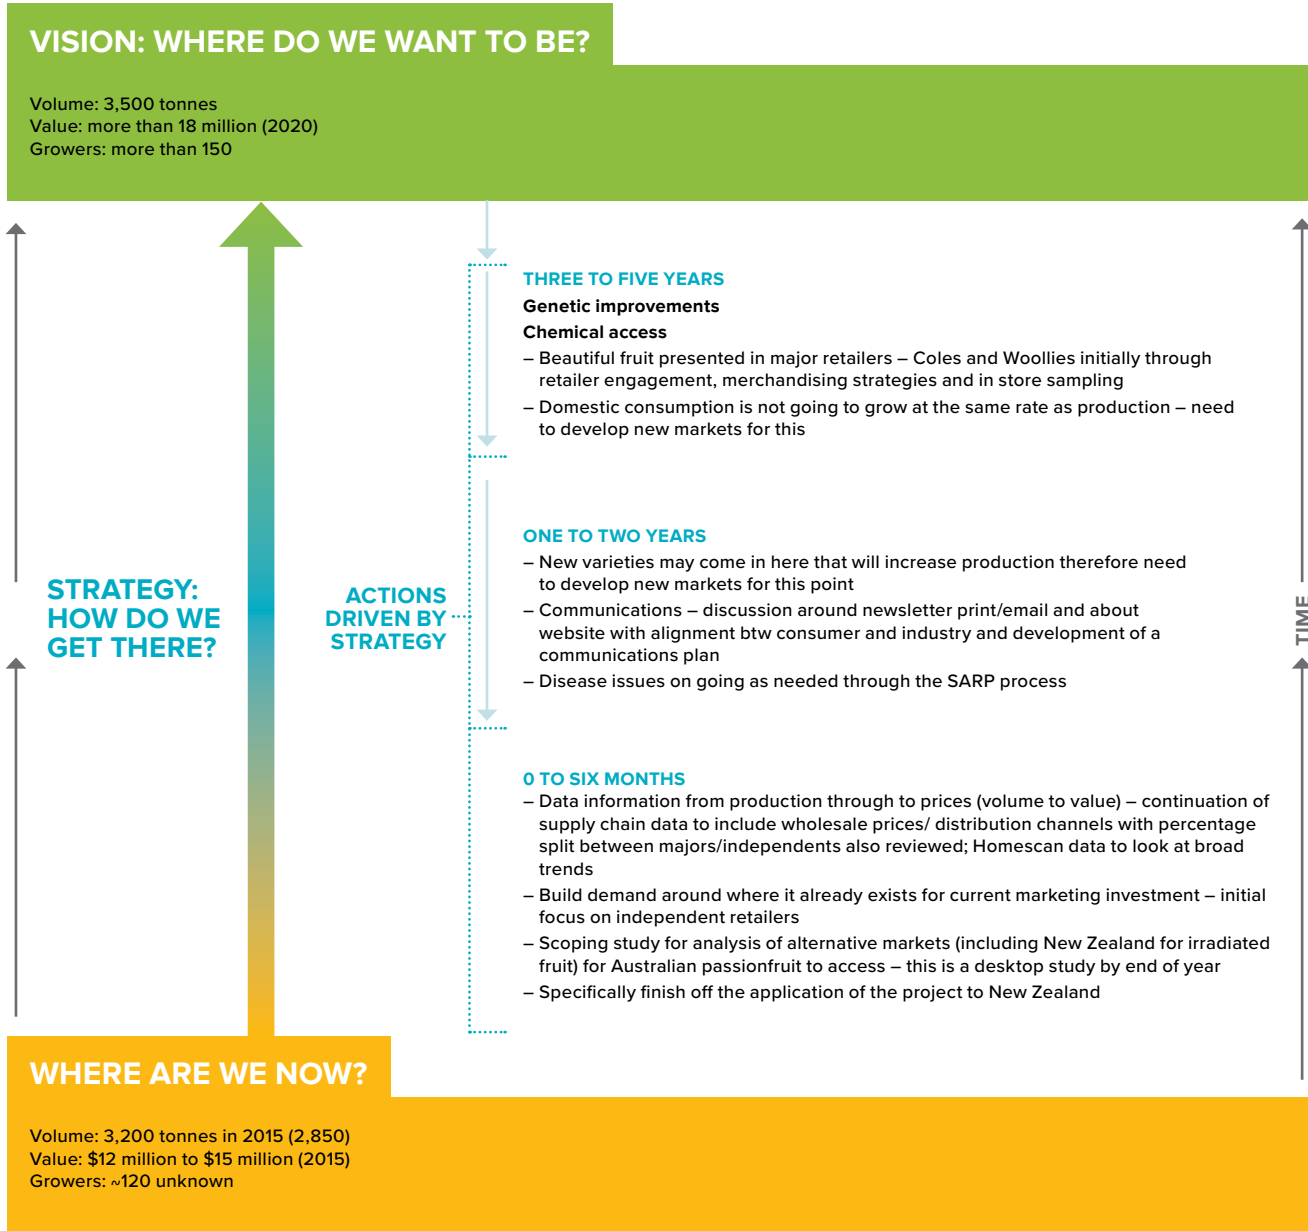 VISION: WHERE DO WE WANT TO BE?
Volume: 3,500 tonnes
Value: more than 18 million (2020)
Growers: more than 150
THREE TO FIVE YEARS
Genetic improvements
Chemical access
– Beautiful fruit presented in major retailers – Coles and Woollies initially through
retailer engagement, merchandising strategies and in store sampling
– Domestic consumption is not going to grow at the same rate as production – need
to develop new markets for this
ONE TO TWO YEARS
– New varieties may come in here that will increase production therefore need
to develop new markets for this point
– Communications – discussion around newsletter print/email and about
website with alignment btw consumer and industry and development of a
communications plan
– Disease issues on going as needed through the SARP process
STRATEGY:
HOW DO WE
GET THERE?
ACTIONS
DRIVEN BY
STRATEGY
TIME
0 TO SIX MONTHS
– Data information from production through to prices (volume to value) – continuation of
supply chain data to include wholesale prices/ distribution channels with percentage
split between majors/independents also reviewed; Homescan data to look at broad
trends
– Build demand around where it already exists for current marketing investment – initial
focus on independent retailers
– Scoping study for analysis of alternative markets (including New Zealand for irradiated
fruit) for Australian passionfruit to access – this is a desktop study by end of year
– Specifically finish off the application of the project to New Zealand
WHERE ARE WE NOW?
Volume: 3,200 tonnes in 2015 (2,850)
Value: $12 million to $15 million (2015)
Growers: ~120 unknown